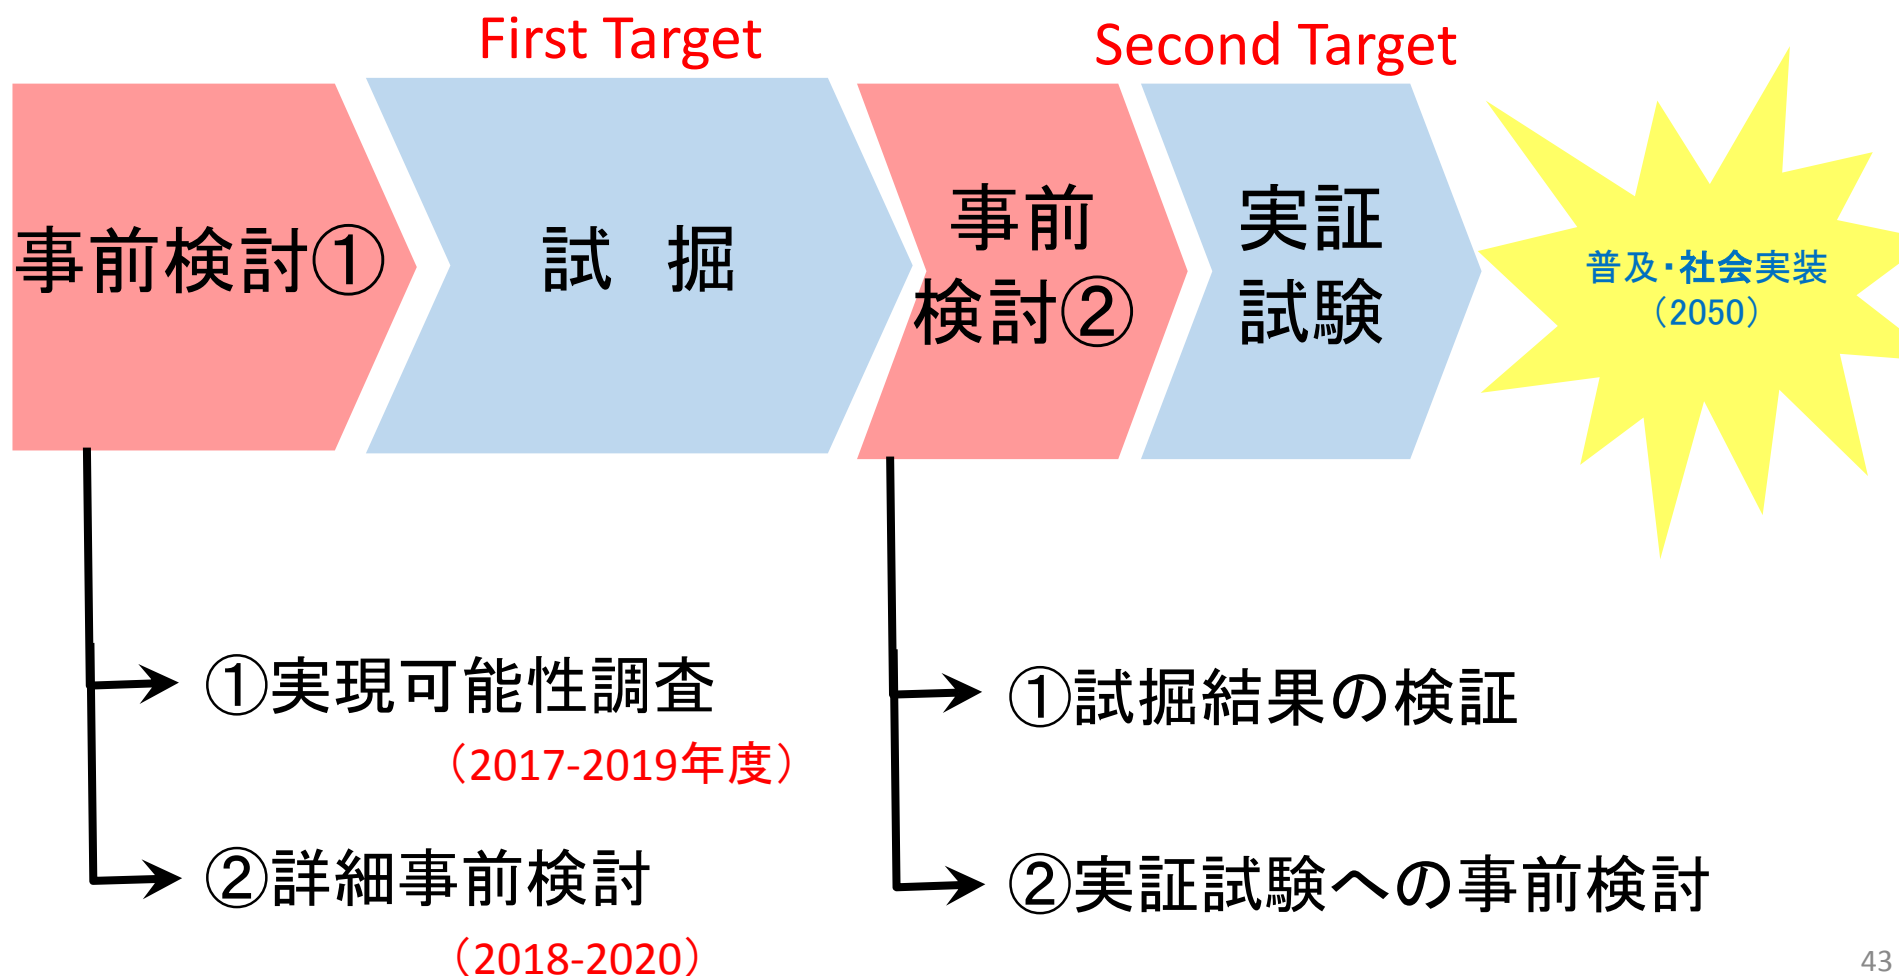 First Target
Second Target
事前検討①
試 掘
事前
検討②
実証
試験
普及・社会実装
（2050）
①実現可能性調査
（2017-2019年度）
②詳細事前検討
（2018-2020）
①試掘結果の検証
②実証試験への事前検討
43